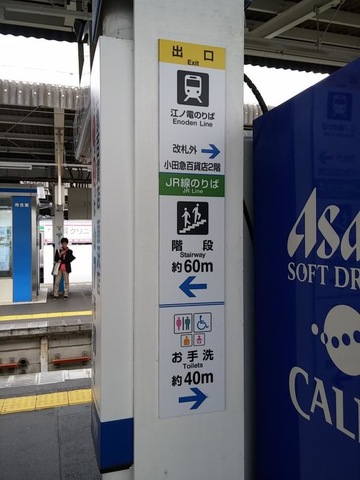 出口
Exit
江ノ電のりば
Enoden Line
改札外 →
小田急百貨店2階
JR線のりば
JR Line
階段
Stairway
約60m
←
お手洗
Toilets
約40m
→
Asa
SOFT DR
CAL